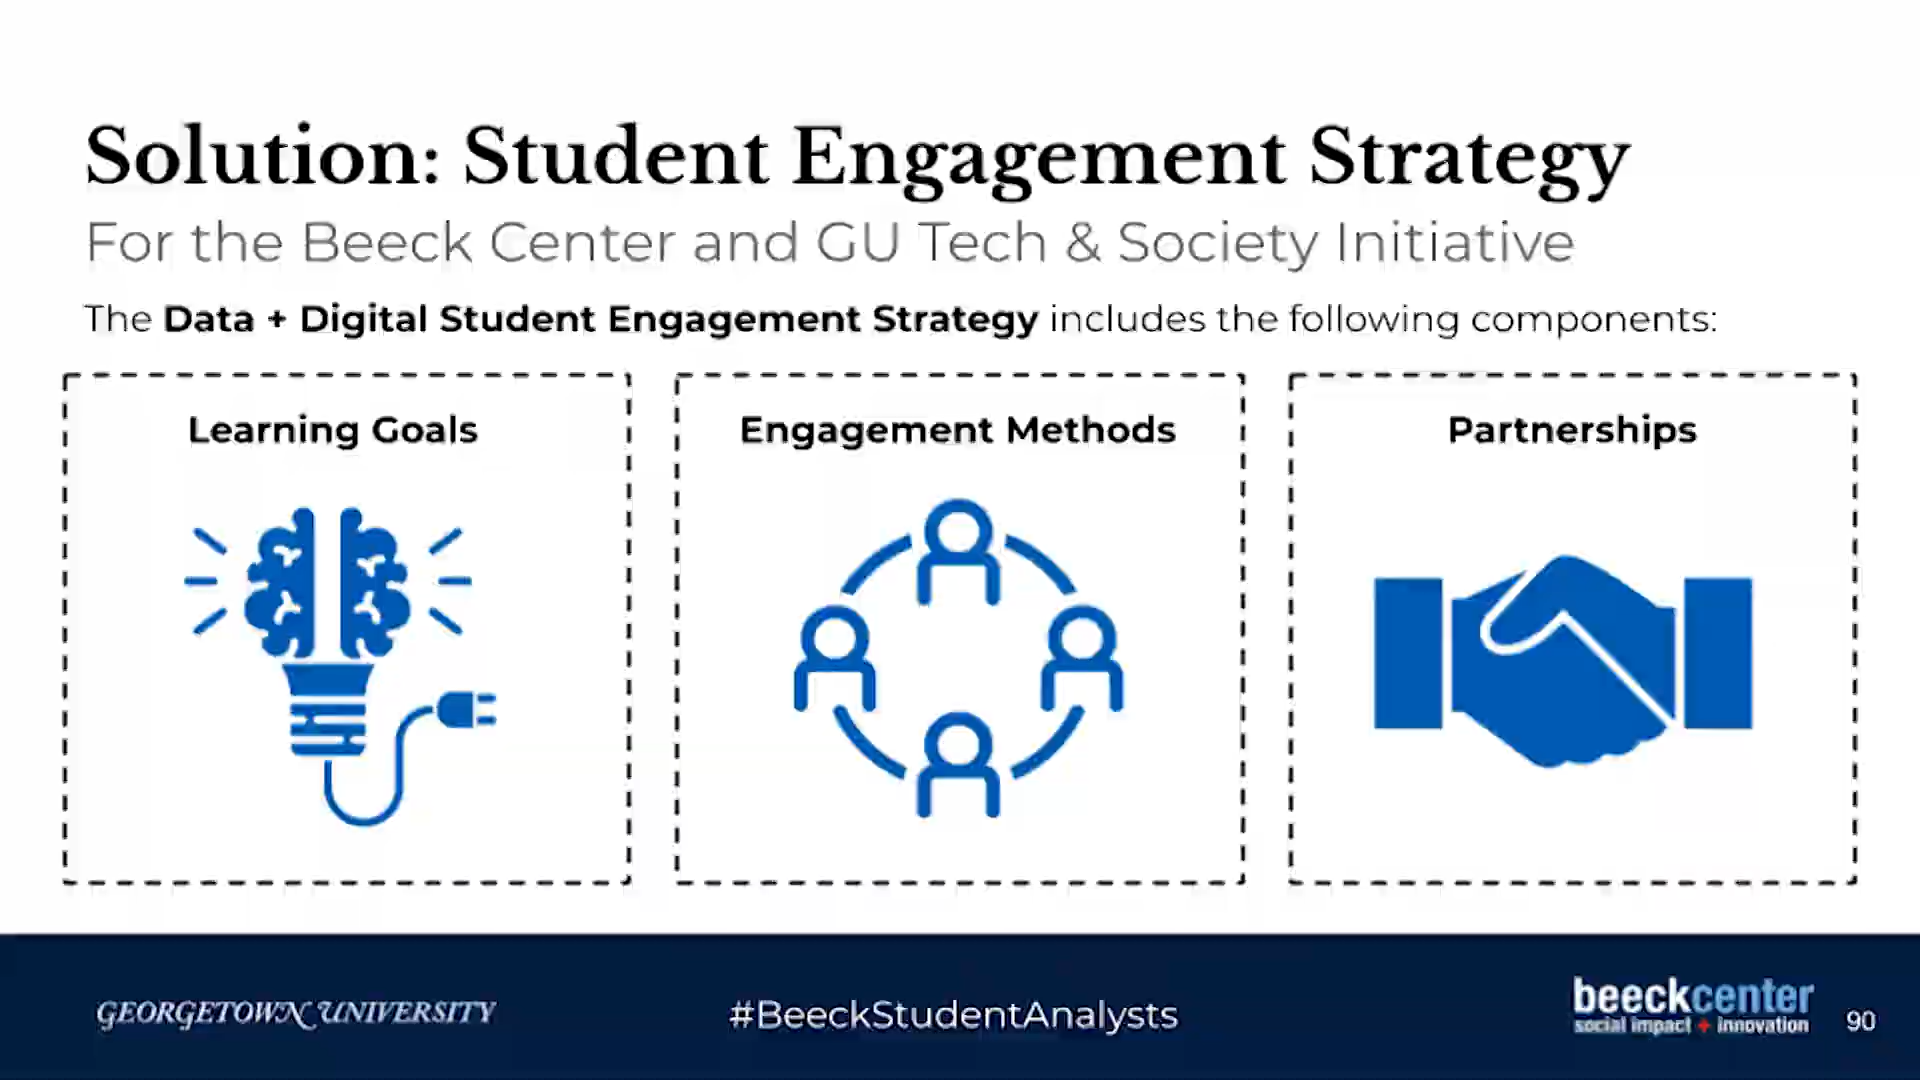 Solution: Student Engagement Strategy
For the Beeck Center and GU Tech & Society Initiative
The Data + Digital Student Engagement Strategy includes the following components:
Learning Goals
Engagement Methods
Partnerships
GEORGETOWN UNIVERSITY
#BeeckStudentAnalysts
beeckcenter
social impact + innovation
90